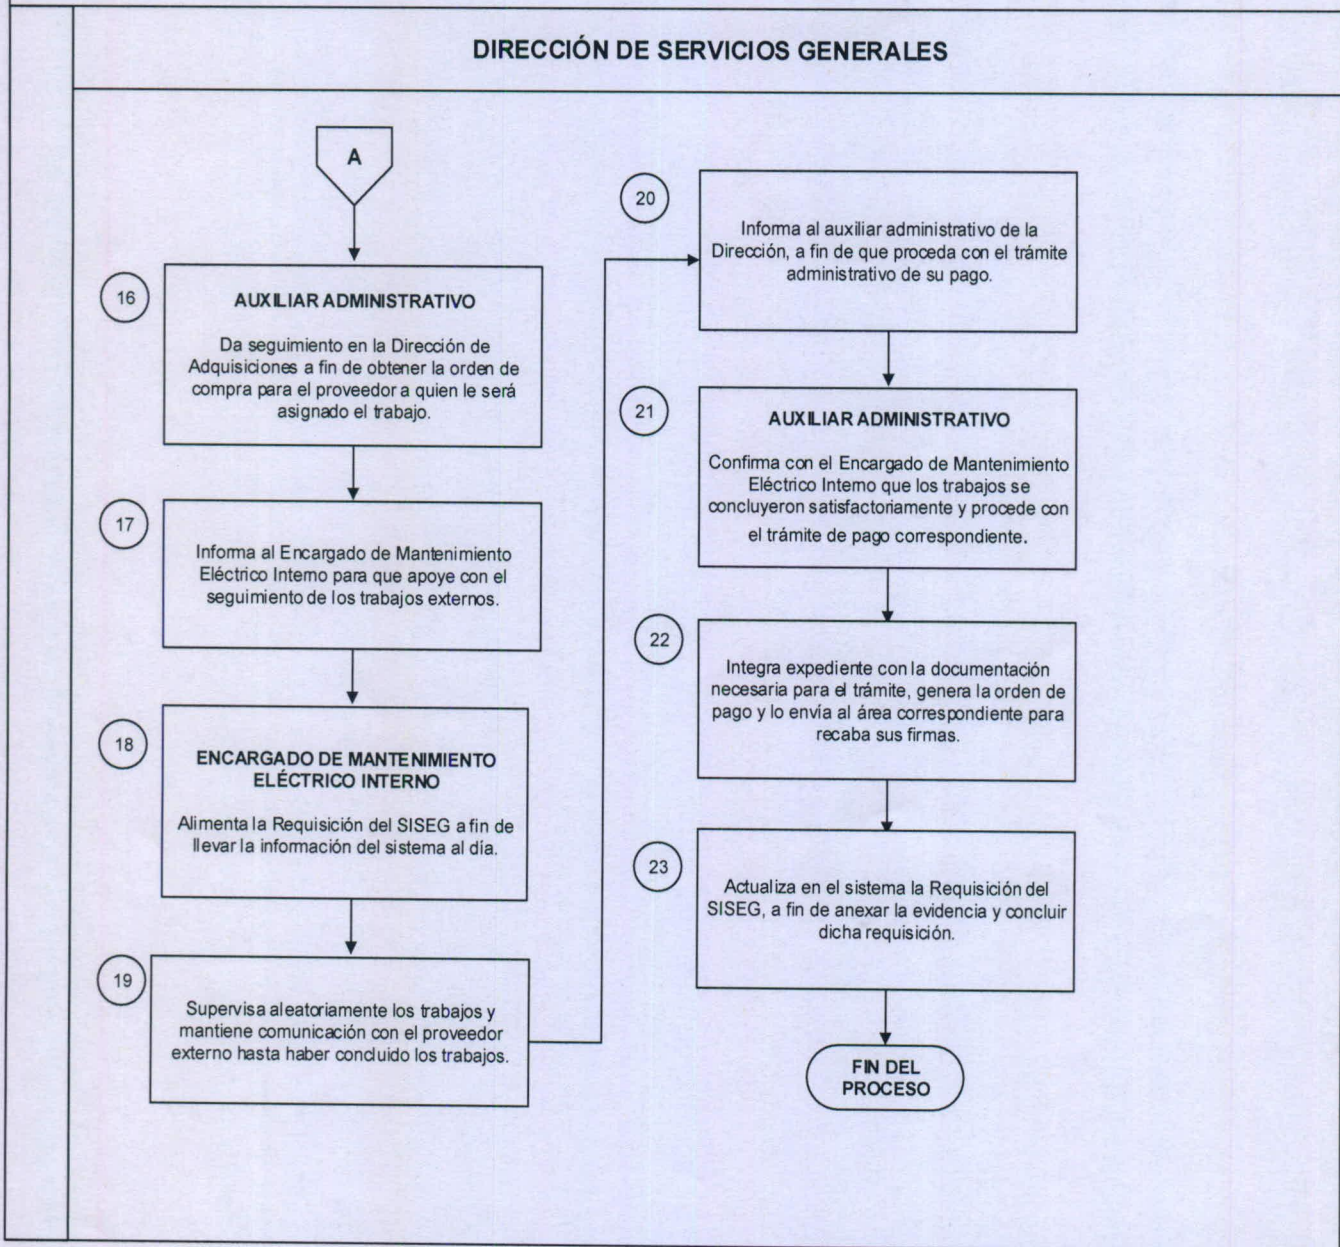 DIRECCIÓN DE SERVICIOS GENERALES
A
16
AUXILIAR ADMINISTRATIVO
Da seguimiento en la Dirección de
Adquisiciones a fin de obtener la orden de
compra para el proveedor a quien le será
asignado el trabajo.
17
Informa al Encargado de Mantenimiento
Eléctrico Interno para que apoye con el
seguimiento de los trabajos externos.
18
ENCARGADO DE MANTENIMIENTO
ELÉCTRICO INTERNO
Alimenta la Requisición del SISEG a fin de
llevar la información del sistema al día.
19
Supervisa aleatoriamente los trabajos y
mantiene comunicación con el proveedor
externo hasta haber concluido los trabajos.
20
Informa al auxiliar administrativo de la
Dirección, a fin de que proceda con el trámite
administrativo de su pago.
21
AUXILIAR ADMINISTRATIVO
Confirma con el Encargado de Mantenimiento
Eléctrico Interno que los trabajos se
concluyeron satisfactoriamente y procede con
el trámite de pago correspondiente.
22
Integra expediente con la documentación
necesaria para el trámite, genera la orden de
pago y lo envía al área correspondiente para
recaba sus firmas.
23
Actualiza en el sistema la Requisición del
SISEG, a fin de anexar la evidencia y concluir
dicha requisición.
FIN DEL
PROCESO